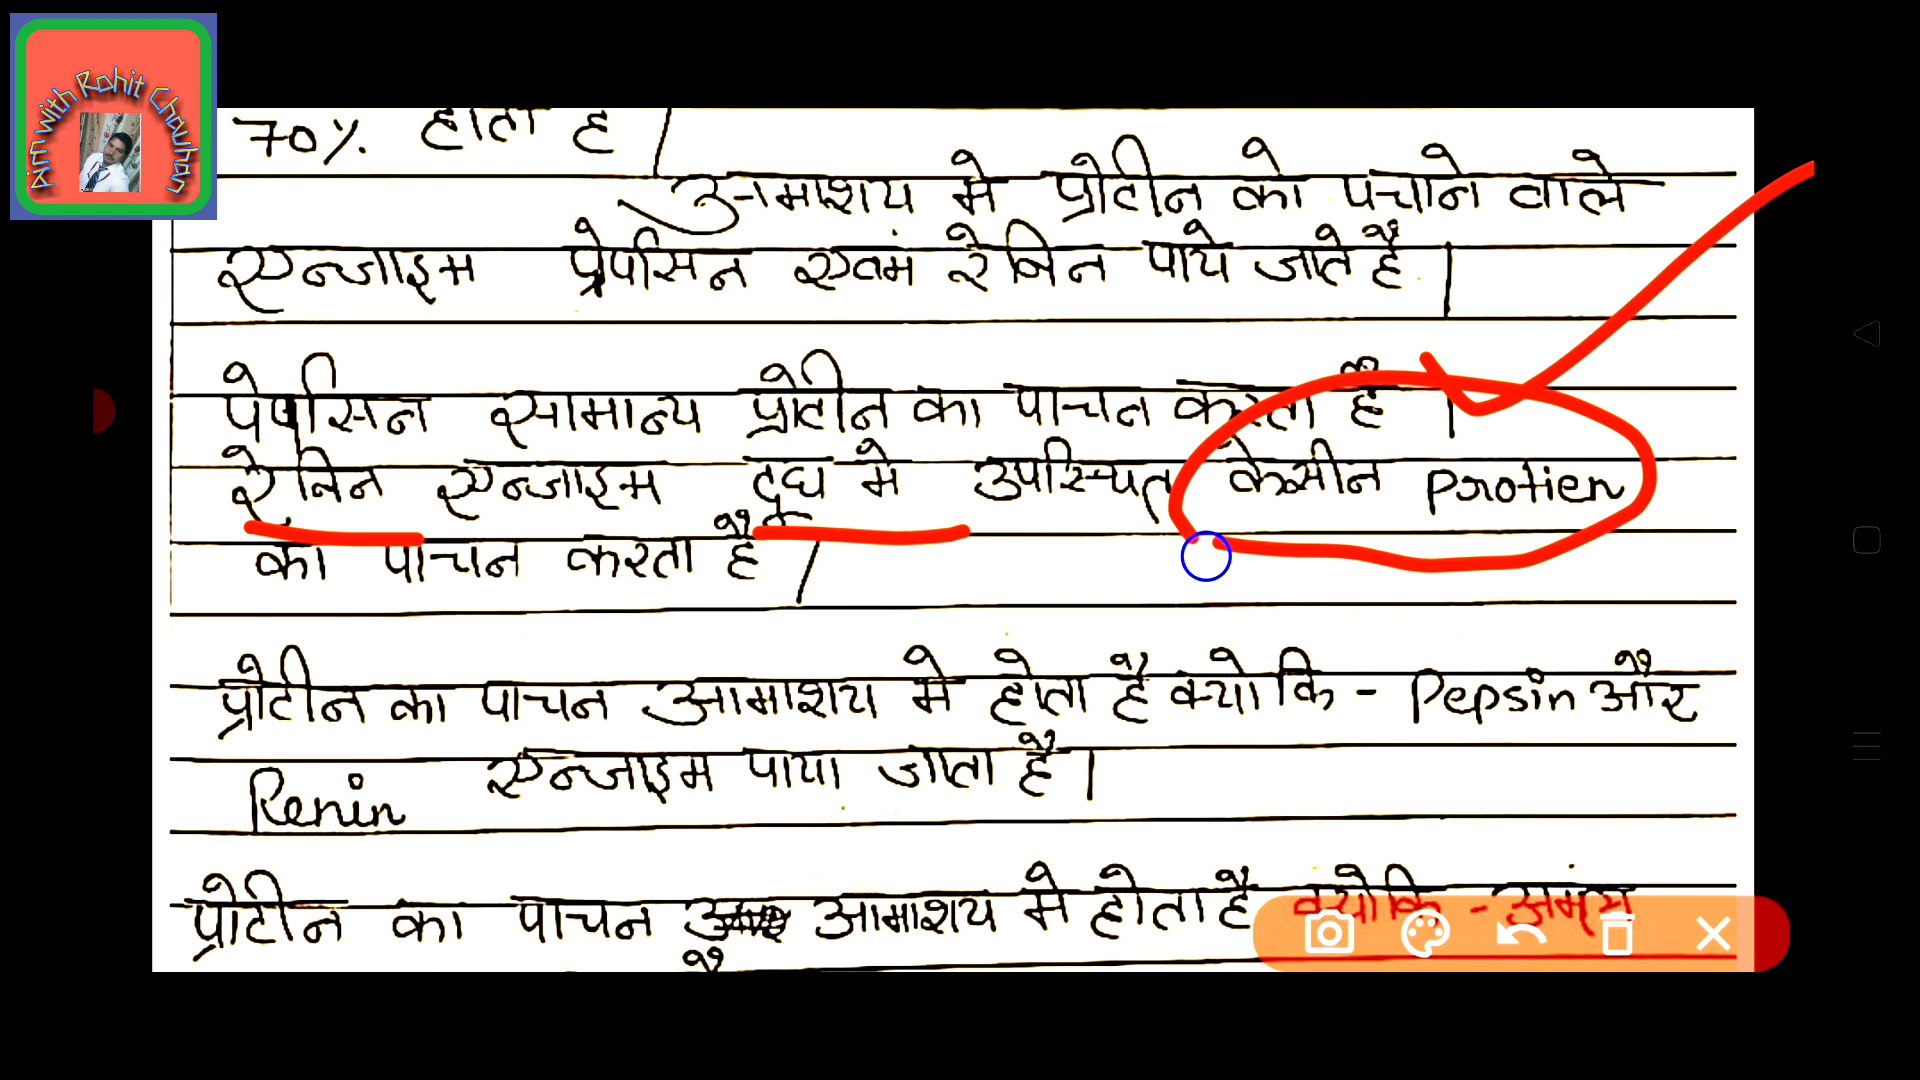 Aim with Rohit Chauhan
70%. होता है |
आमाशय मे प्रोटीन को पचाने वाले
एन्जाइम प्रेपसिन एवमं रेनिन पाये जाते है |
पेपसिन सामान्य प्रोटीन का पाचन करता है |
रेनिन एन्जाइम दूध मे उपस्थित केसीन protien
का पाचन करता है |
प्रोटीन का पाचन आमाशय मे होता है क्योकि - Pepsin और
Renin एन्जाइम पाया जाता है |
प्रोटीन का पाचन आमाशय मे होता है क्योकि -